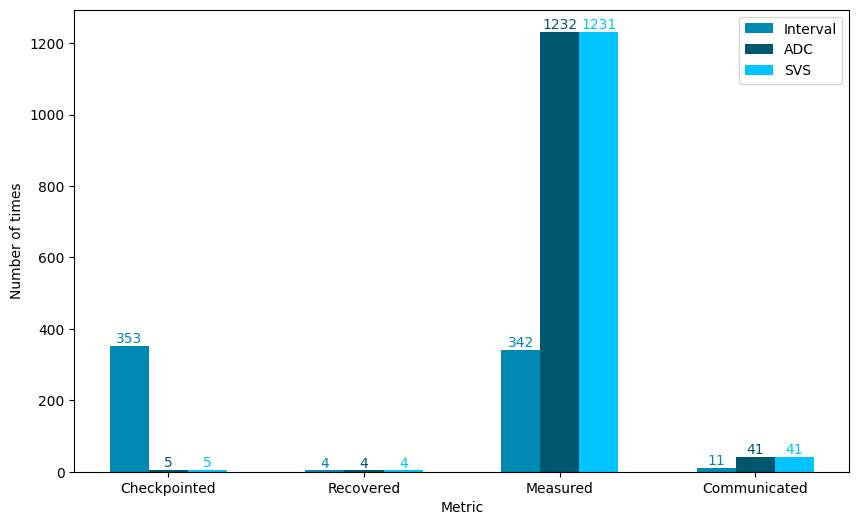 Interval
ADC
SVS
Number of times
1200
1000
800
600
400
200
0
353
5
5
4
4
4
342
1232
1231
11
41
41
Checkpointed
Recovered
Measured
Communicated
Metric